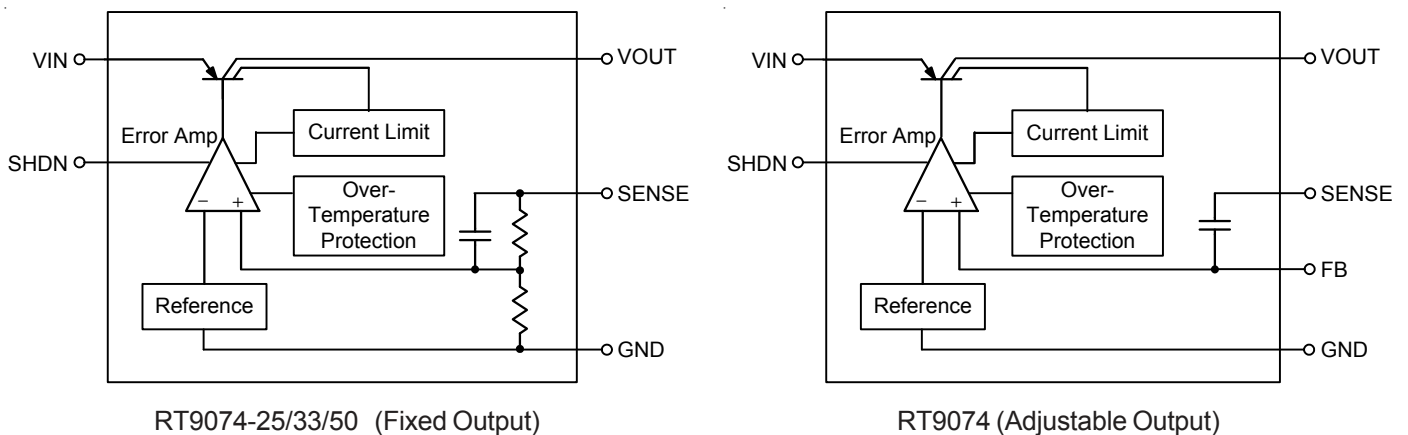 VIN
VOUT
Error Amp
Current Limit
SHDN
Over-
Temperature
Protection
SENSE
− +
Reference
GND
RT9074-25/33/50 (Fixed Output)
VIN
VOUT
Error Amp
Current Limit
SHDN
Over-
Temperature
Protection
SENSE
− +
FB
Reference
GND
RT9074 (Adjustable Output)